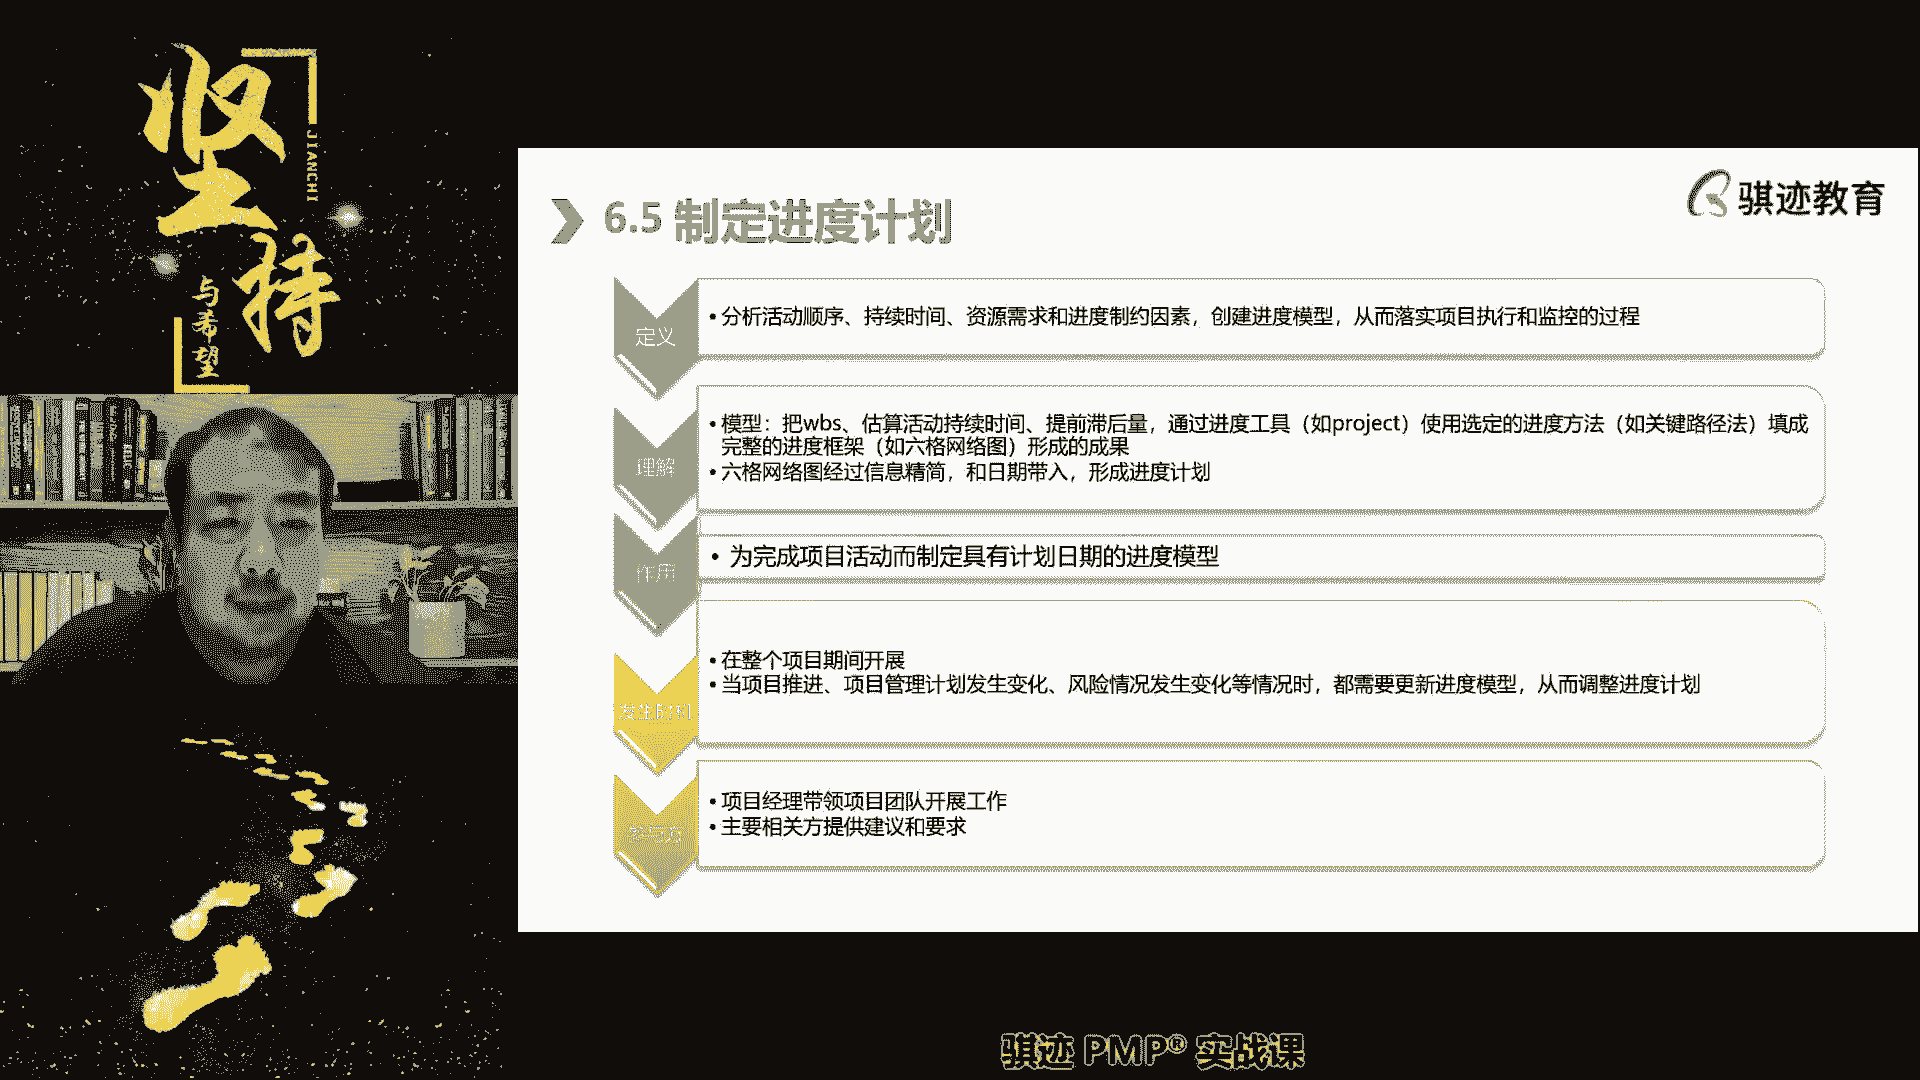 坚持
JIANCHI
与希望
骐迹教育
6.5 制定进度计划
定义
•分析活动顺序、持续时间、资源需求和进度制约因素，创建进度模型，从而落实项目执行和监控的过程
理解
•模型：把wbs、估算活动持续时间、提前滞后量，通过进度工具（如project）使用选定的进度方法（如关键路径法）填成
完整的进度框架（如六格网络图）形成的成果
•六格网络图经过信息精简，和日期带入，形成进度计划
作用
• 为完成项目活动而制定具有计划日期的进度模型
发生时机
•在整个项目期间开展
•当项目推进、项目管理计划发生变化、风险情况发生变化等情况时，都需要更新进度模型，从而调整进度计划
•项目经理带领项目团队开展工作
•主要相关方提供建议和要求
骐迹 PMP® 实战课